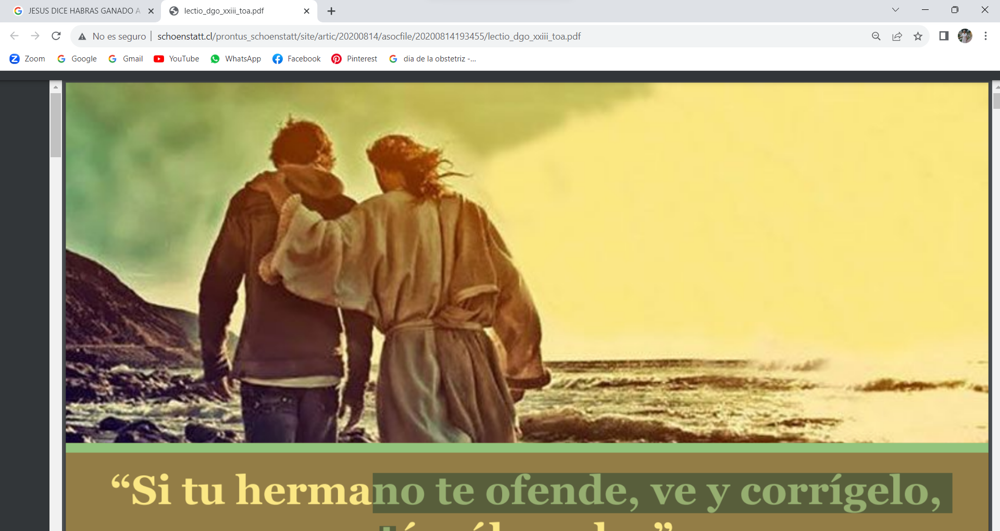 JESUS DICE HABRAS GANADO A
lectio_dgo_xxiii_toa.pdf
No es seguro
schoenstatt.cl/prontus_schoenstatt/site/artic/20200814/asocfile/20200814193455/lectio_dgo_xxiii_toa.pdf
Zoom Google Gmail YouTube WhatsApp Facebook Pinterest dia de la obstetriz -...
“Si tu hermano te ofende, ve y corrígelo,